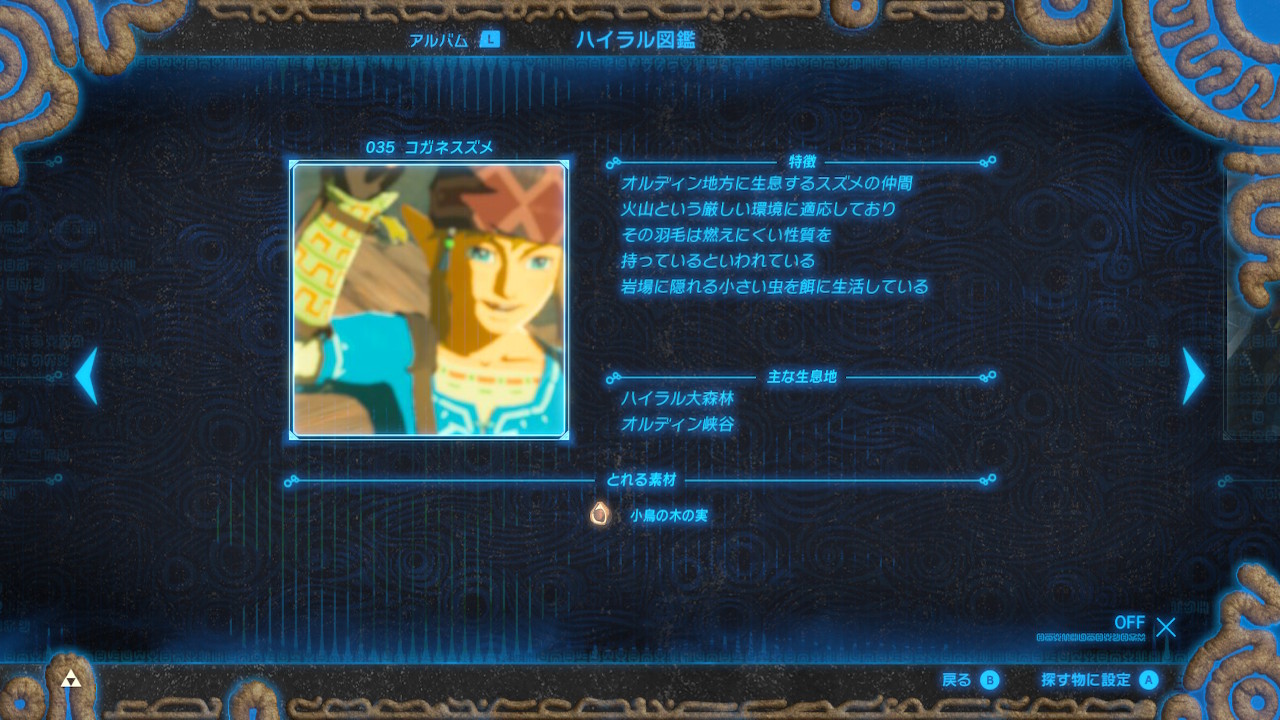 アルバム L
ハイラル図鑑
035 コガネスズメ
特徴
オルディン地方に生息するスズメの仲間
火山という厳しい環境に適応しており
その羽毛は燃えにくい性質を
持っているといわれている
岩場に隠れる小さい虫を餌に生活している
主な生息地
ハイラル大森林
オルディン峡谷
とれる素材
小鳥の木の実
OFF
戻る B 探す物に設定 A